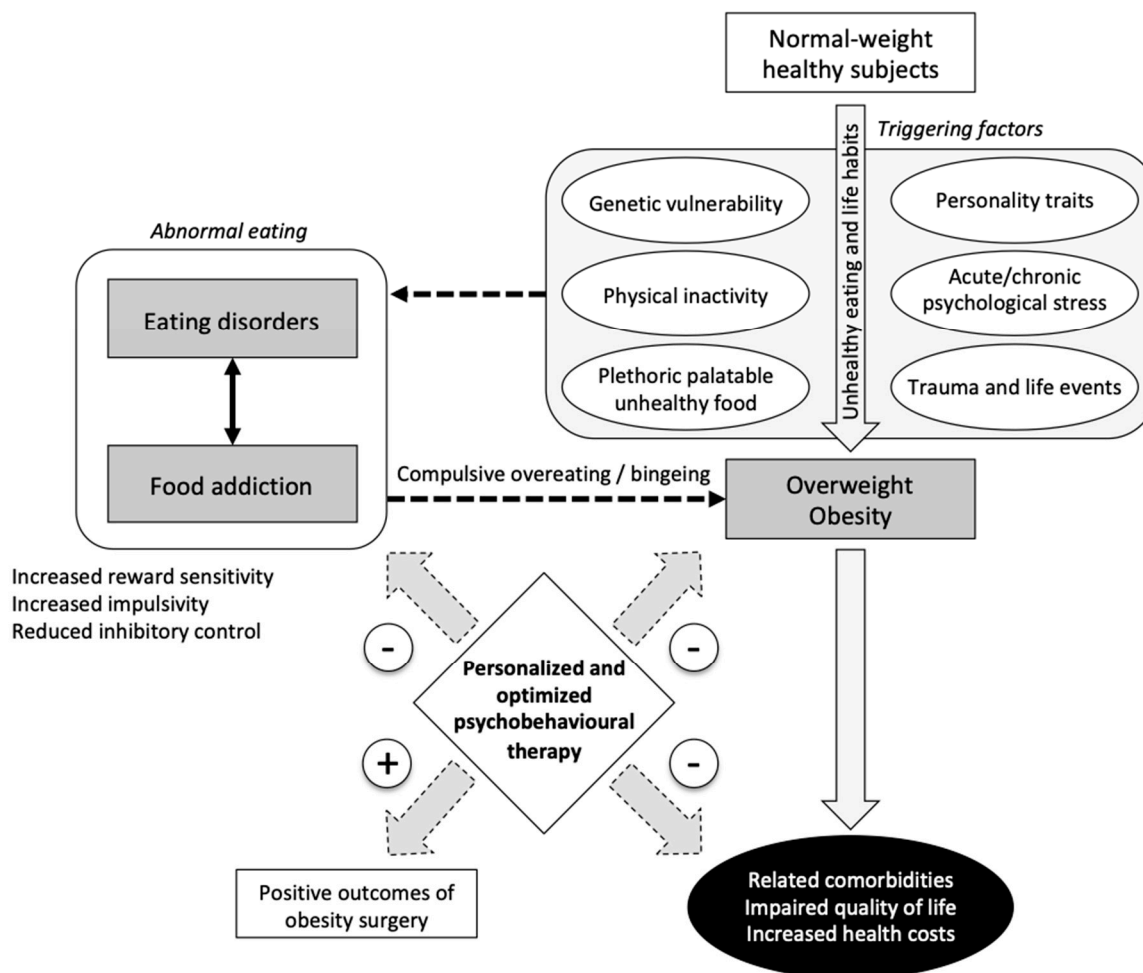 Normal-weight
healthy subjects
Triggering factors
Unhealthy eating and life habits
Genetic vulnerability
Personality traits
Physical inactivity
Acute/chronic
psychological stress
Plethoric palatable
unhealthy food
Trauma and life events
Abnormal eating
Eating disorders
Food addiction
Compulsive overeating / bingeing
Overweight
Obesity
Increased reward sensitivity
Increased impulsivity
Reduced inhibitory control
-
-
Personalized and
optimized
psychobehavioural
therapy
+
-
Positive outcomes of
obesity surgery
Related comorbidities
Impaired quality of life
Increased health costs